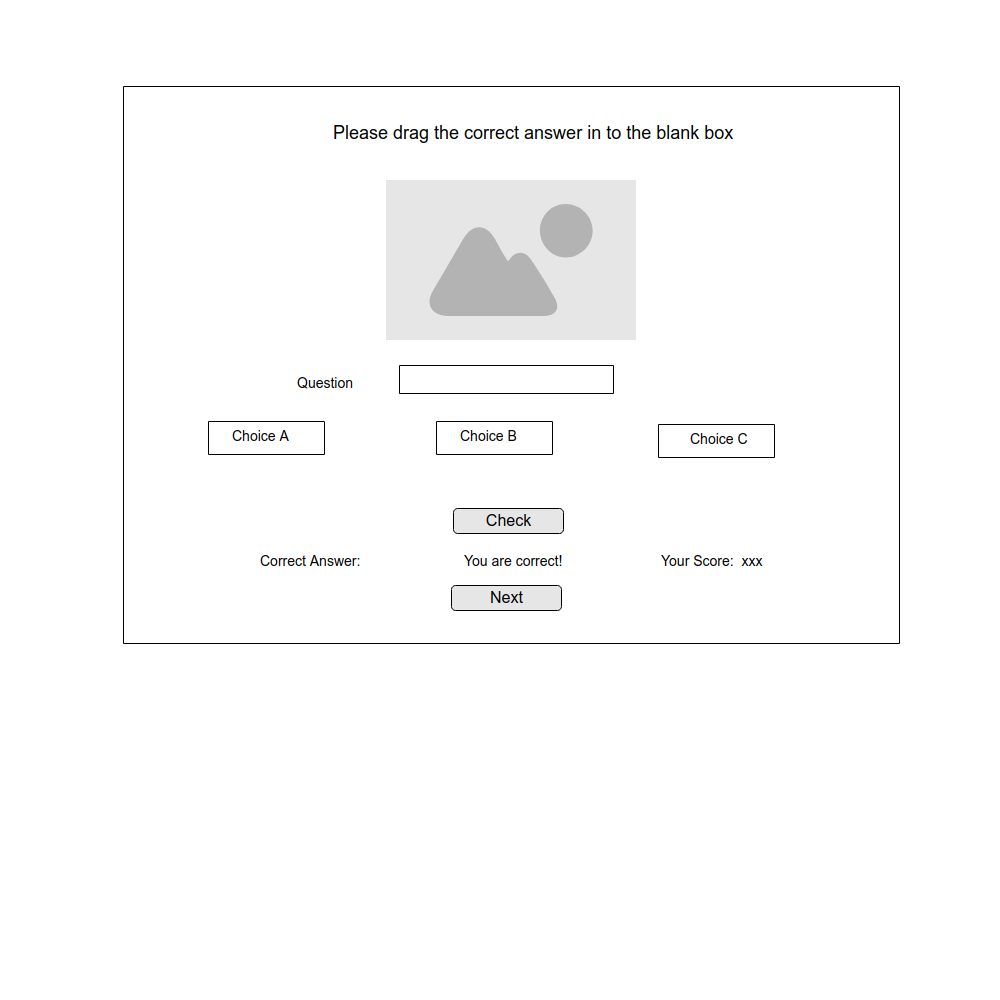 Please drag the correct answer in to the blank box
Question
Choice A
Choice B
Choice C
Check
Correct Answer:
You are correct!
Your Score:  xxx
Next